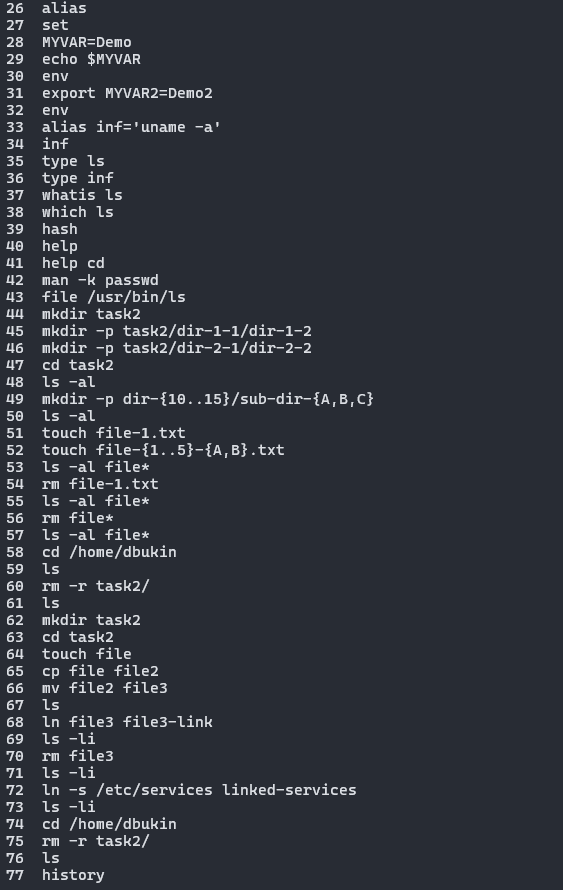 26 alias
27 set
28 MYVAR=Demo
29 echo $MYVAR
30 env
31 export MYVAR2=Demo2
32 env
33 alias inf='uname -a'
34 inf
35 type ls
36 type inf
37 whatis ls
38 which ls
39 hash
40 help
41 help cd
42 man -k passwd
43 file /usr/bin/ls
44 mkdir task2
45 mkdir -p task2/dir-1-1/dir-1-2
46 mkdir -p task2/dir-2-1/dir-2-2
47 cd task2
48 ls -al
49 mkdir -p dir-{10..15}/sub-dir-{A,B,C}
50 ls -al
51 touch file-1.txt
52 touch file-{1..5}-{A,B}.txt
53 ls -al file*
54 rm file-1.txt
55 ls -al file*
56 rm file*
57 ls -al file*
58 cd /home/dbukin
59 ls
60 rm -r task2/
61 ls
62 mkdir task2
63 cd task2
64 touch file
65 cp file file2
66 mv file2 file3
67 ls
68 ln file3 file3-link
69 ls -li
70 rm file3
71 ls -li
72 ln -s /etc/services linked-services
73 ls -li
74 cd /home/dbukin
75 rm -r task2/
76 ls
77 history